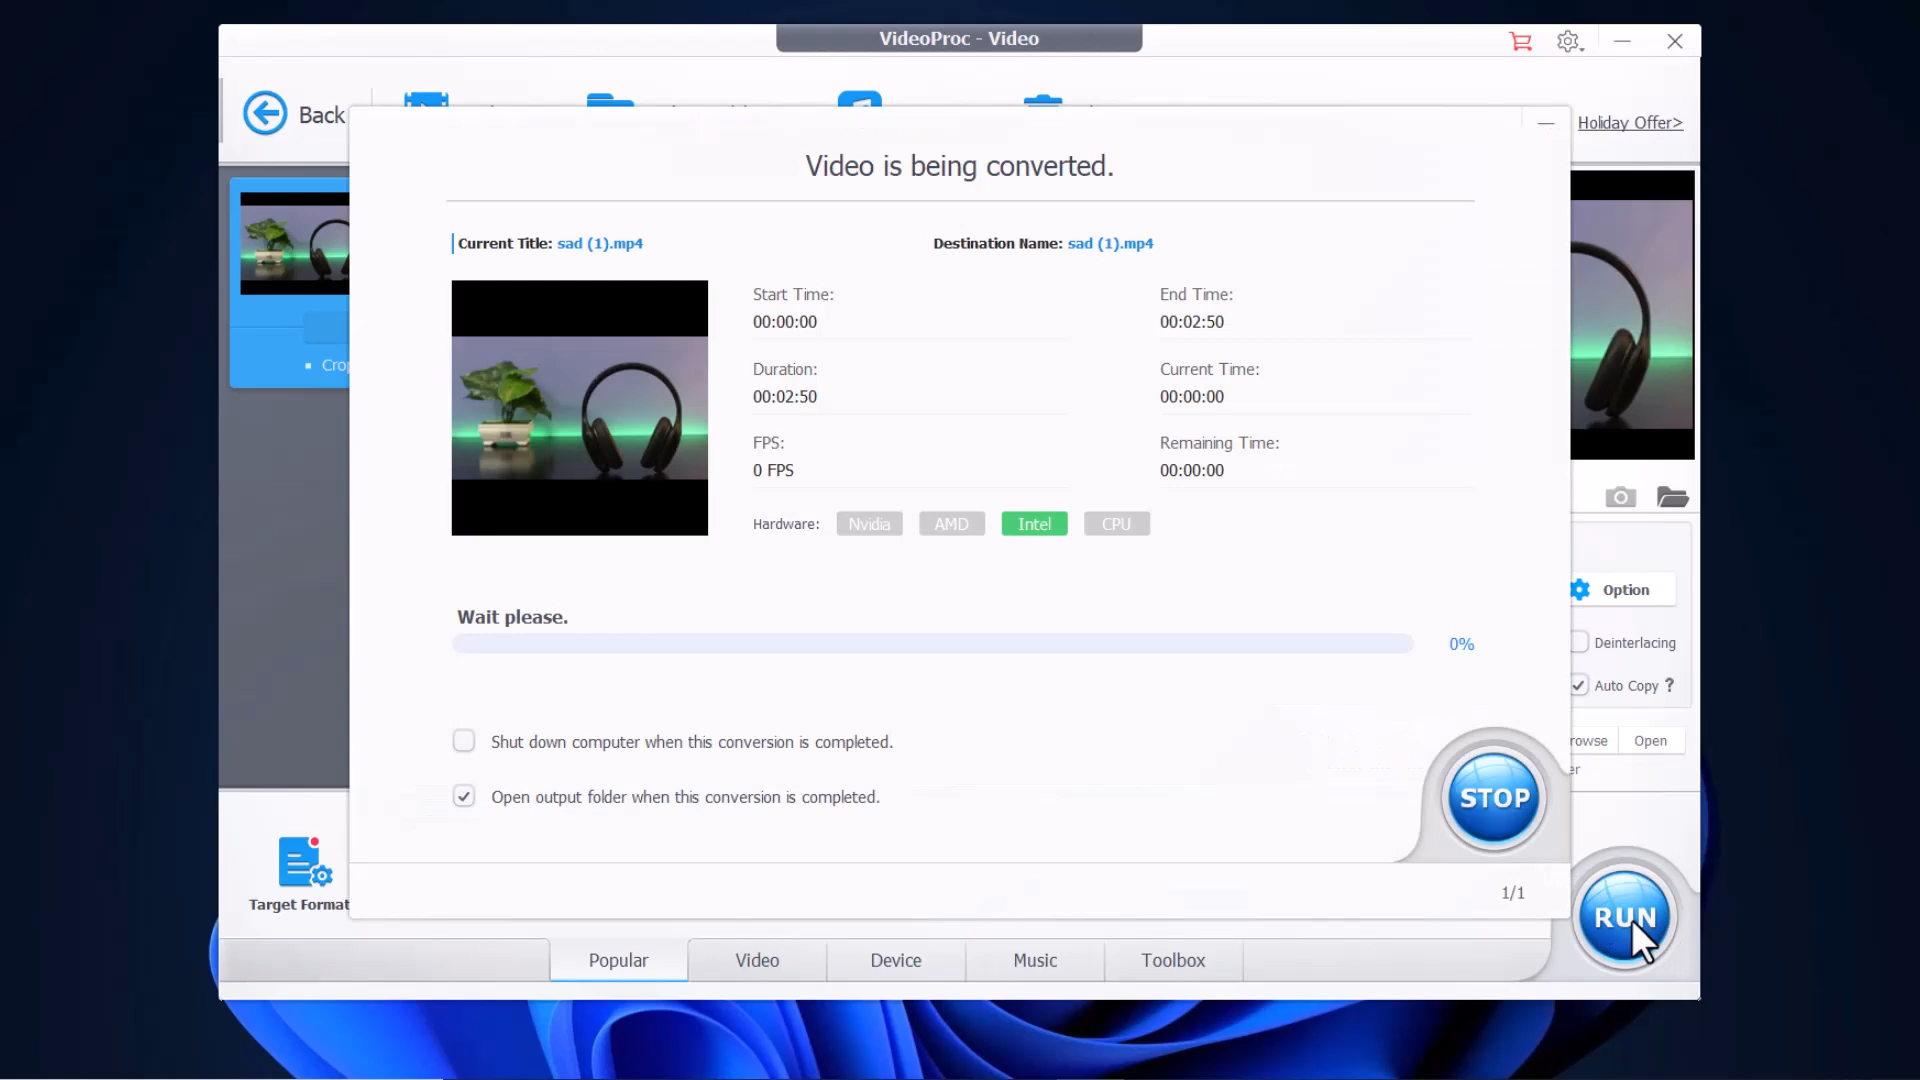 VideoProc - Video
Back
Holiday Offer>
Video is being converted.
Current Title: sad (1).mp4
Destination Name: sad (1).mp4
Start Time:
00:00:00
End Time:
00:02:50
Duration:
00:02:50
Current Time:
00:00:00
FPS:
0 FPS
Remaining Time:
00:00:00
Hardware: Nvidia AMD Intel CPU
Crop
Option
Wait please.
0%
Deinterlacing
Auto Copy ?
Shut down computer when this conversion is completed.
rowse Open
er
Open output folder when this conversion is completed.
STOP
Target Format
1/1
RUN
Popular Video Device Music Toolbox